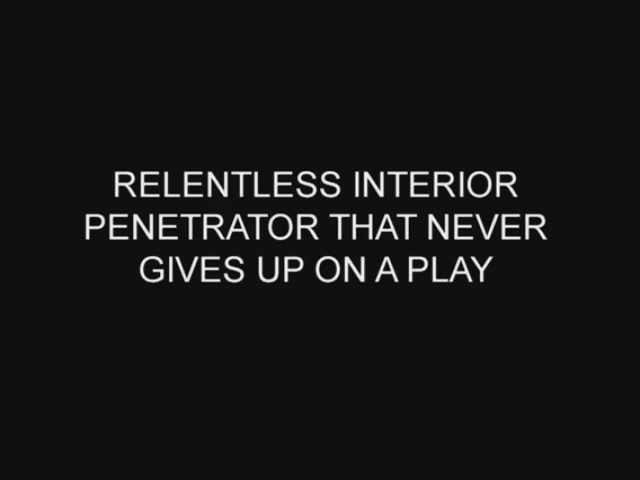 RELENTLESS INTERIOR
PENETRATOR THAT NEVER
GIVES UP ON A PLAY